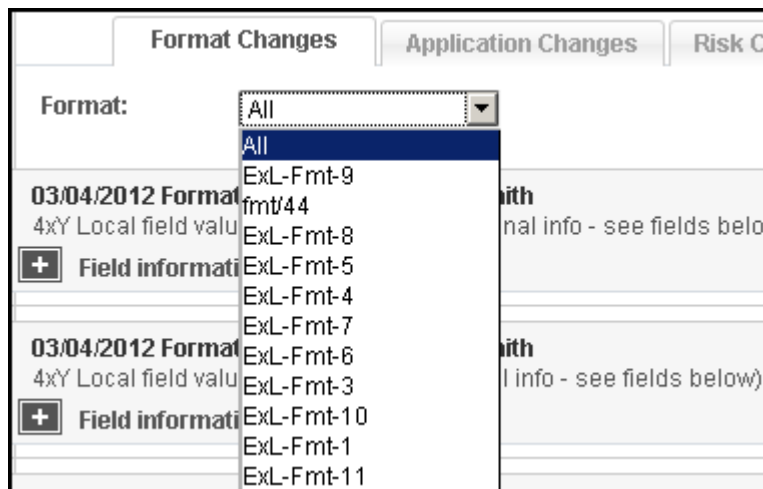 Format Changes Application Changes Risk C
Format: All
All
ExL-Fmt-9
03/04/2012 Format ith
fmt/44
4xY Local field valu nal info - see fields belo
ExL-Fmt-8
+ Field informati ExL-Fmt-5
ExL-Fmt-4
ExL-Fmt-7
03/04/2012 Format ith
ExL-Fmt-6
4xY Local field valu l info - see fields below)
ExL-Fmt-3
+ Field informati ExL-Fmt-10
ExL-Fmt-1
ExL-Fmt-11